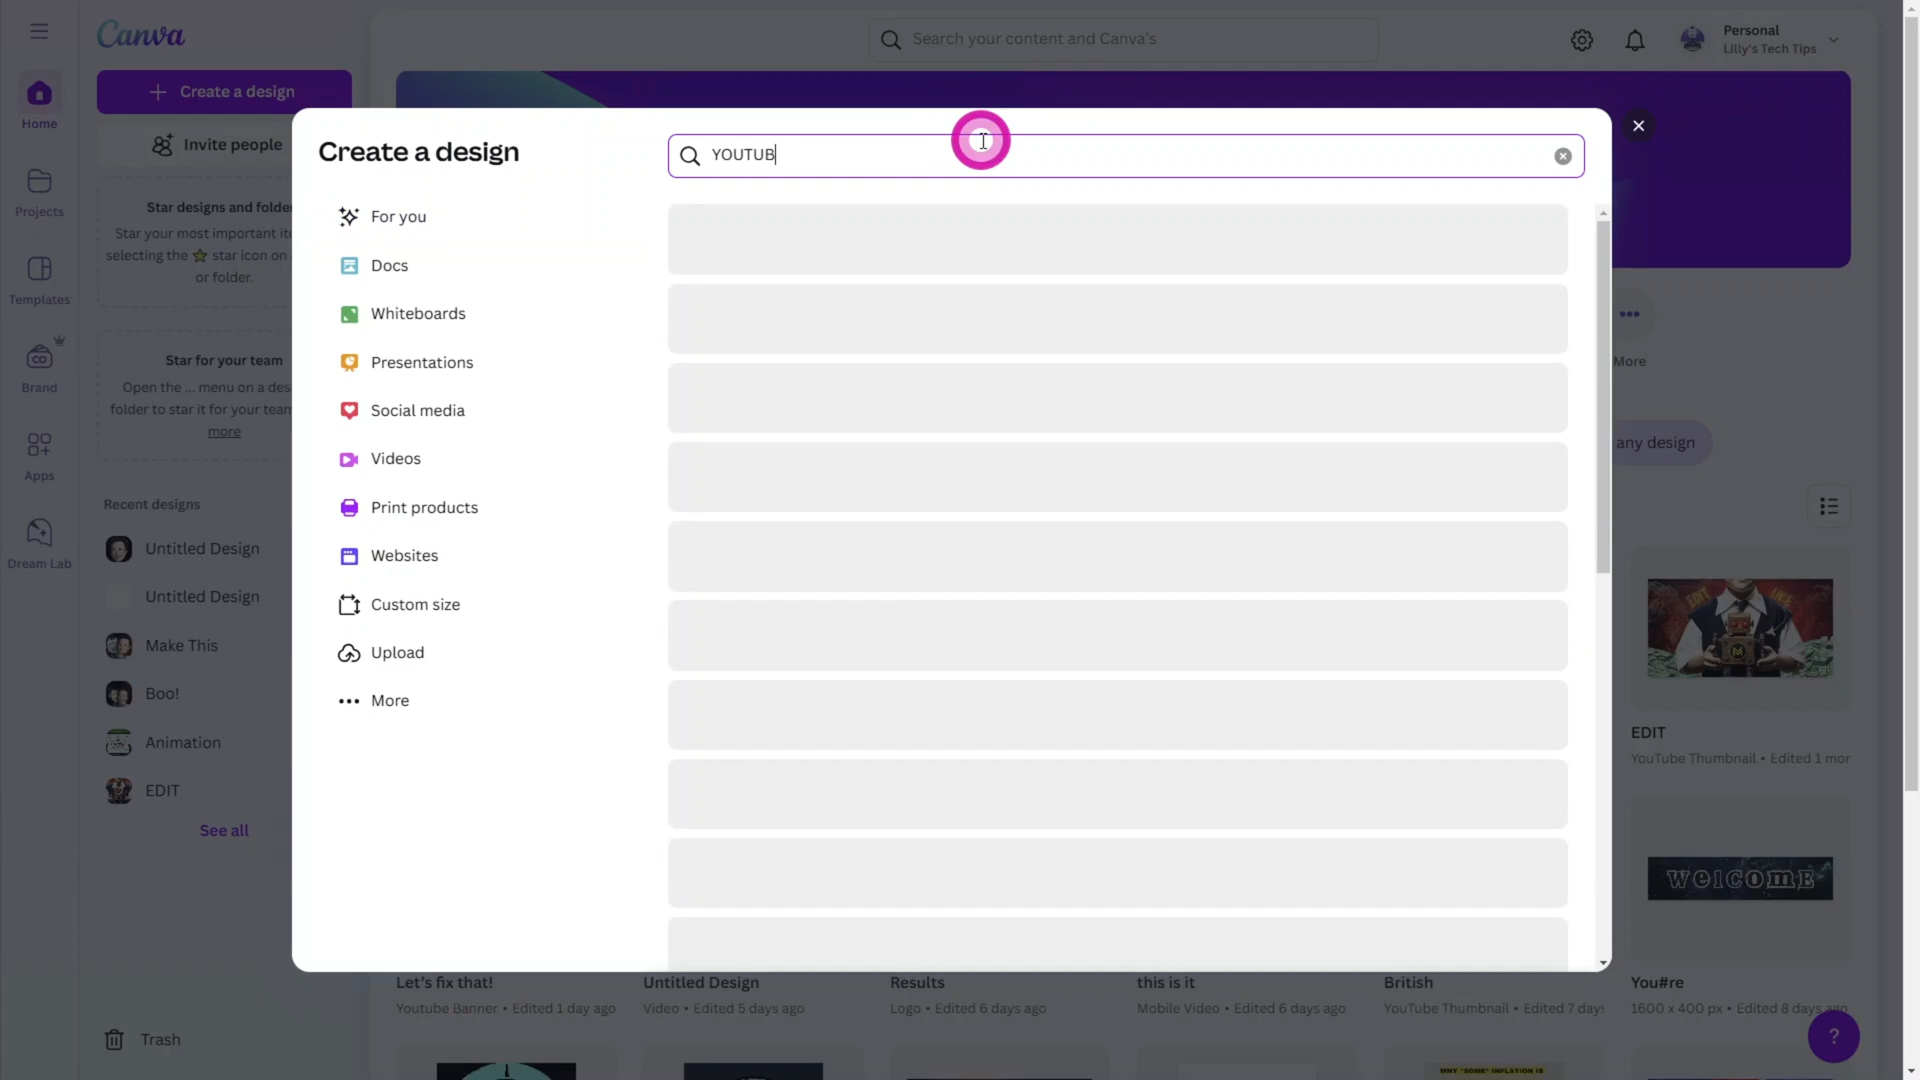 Canva
Search your content and Canva's
Personal
Lilly's Tech Tips
Create a design
Home
Invite people
Projects
Star designs and folde
Star your most important ite
selecting the star icon on
or folder.
Templates
Star for your team
Open the ... menu on a des
folder to star it for your team
more
Brand
CO
Apps
Dream Lab
Recent designs
Untitled Design
Untitled Design
Make This
Boo!
Animation
EDIT
See all
Trash
Create a design
YOUTUB
For you
Docs
Whiteboards
Presentations
Social media
Videos
Print products
Websites
Custom size
Upload
More
More
any design
EDIT
YouTube Thumbnail • Edited 1 mor
WELCOME
Let's fix that!
Youtube Banner • Edited 1 day ago
Untitled Design
Video • Edited 5 days ago
Results
Logo • Edited 6 days ago
this is it
Mobile Video • Edited 6 days ago
British
YouTube Thumbnail • Edited 7 days
You#re
1600 x 400 px • Edited 8 days ago
WHY "SOME" INFLATION IS
?